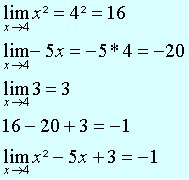 lim x→4 x² = 4² = 16
lim x→4 − 5x = −5 * 4 = −20
lim x→4 3 = 3
16 − 20 + 3 = −1
lim x→4 x² − 5x + 3 = −1